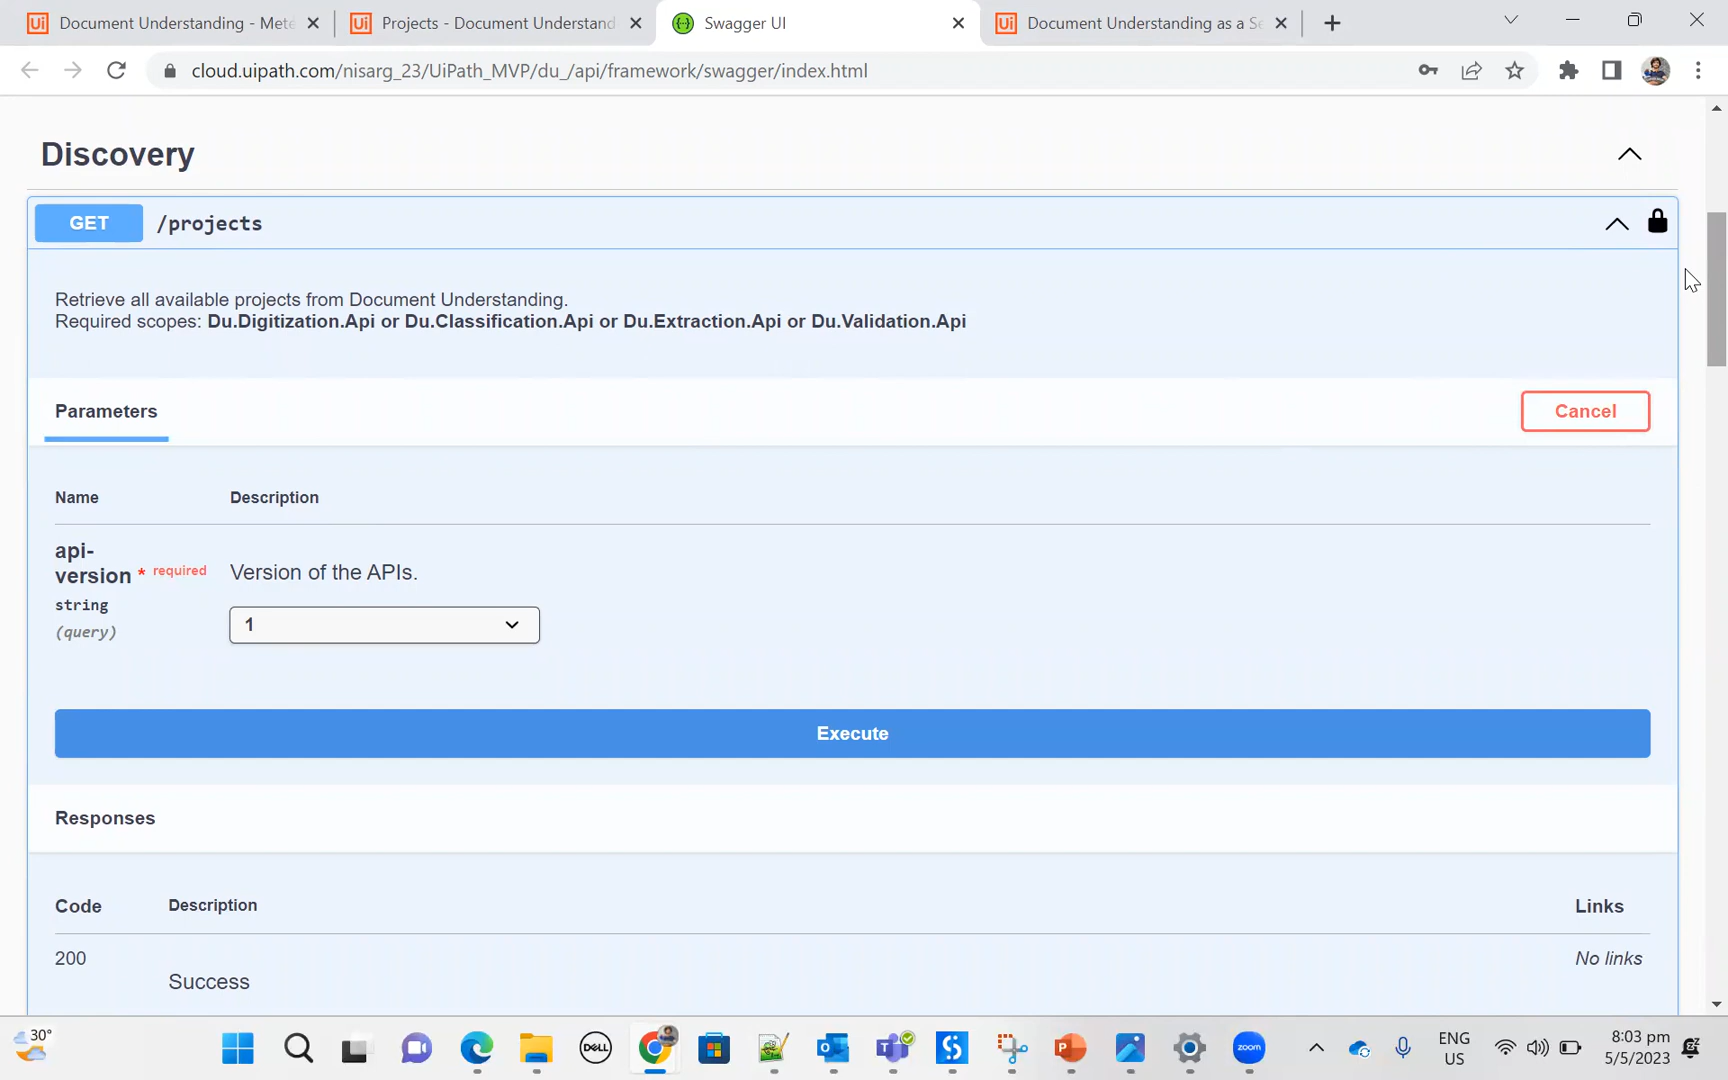 Document Understanding - Mete
Projects - Document Understand
Swagger UI
Document Understanding as a Se
cloud.uipath.com/nisarg_23/UiPath_MVP/du_/api/framework/swagger/index.html
Discovery
GET /projects
Retrieve all available projects from Document Understanding.
Required scopes: Du.Digitization.Api or Du.Classification.Api or Du.Extraction.Api or Du.Validation.Api
Parameters
Cancel
Name Description
api-
version * required
string
(query)
Version of the APIs.
1
Execute
Responses
Code Description Links
200 No links
Success
30°
DELL
zoom
ENG
US
8:03 pm
5/5/2023